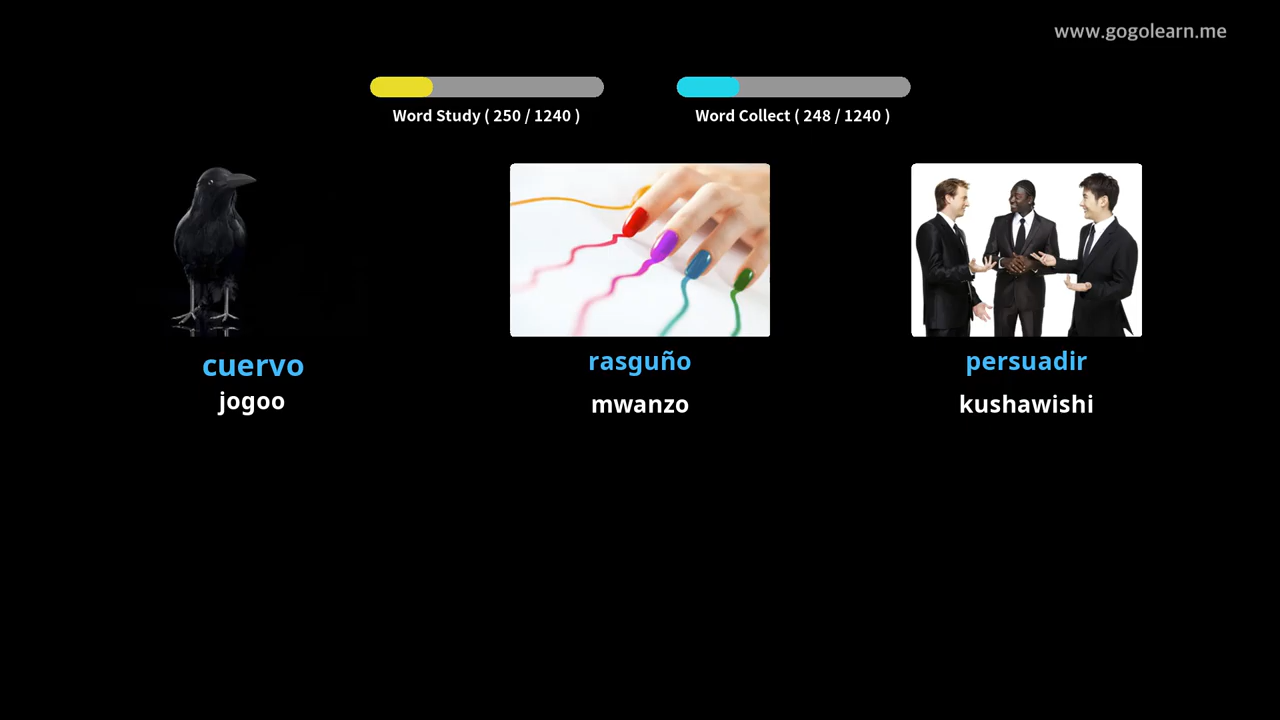 www.gogolearn.me
Word Study ( 250 / 1240 )
Word Collect ( 248 / 1240 )
cuervo
jogoo
rasguño
mwanzo
persuadir
kushawishi